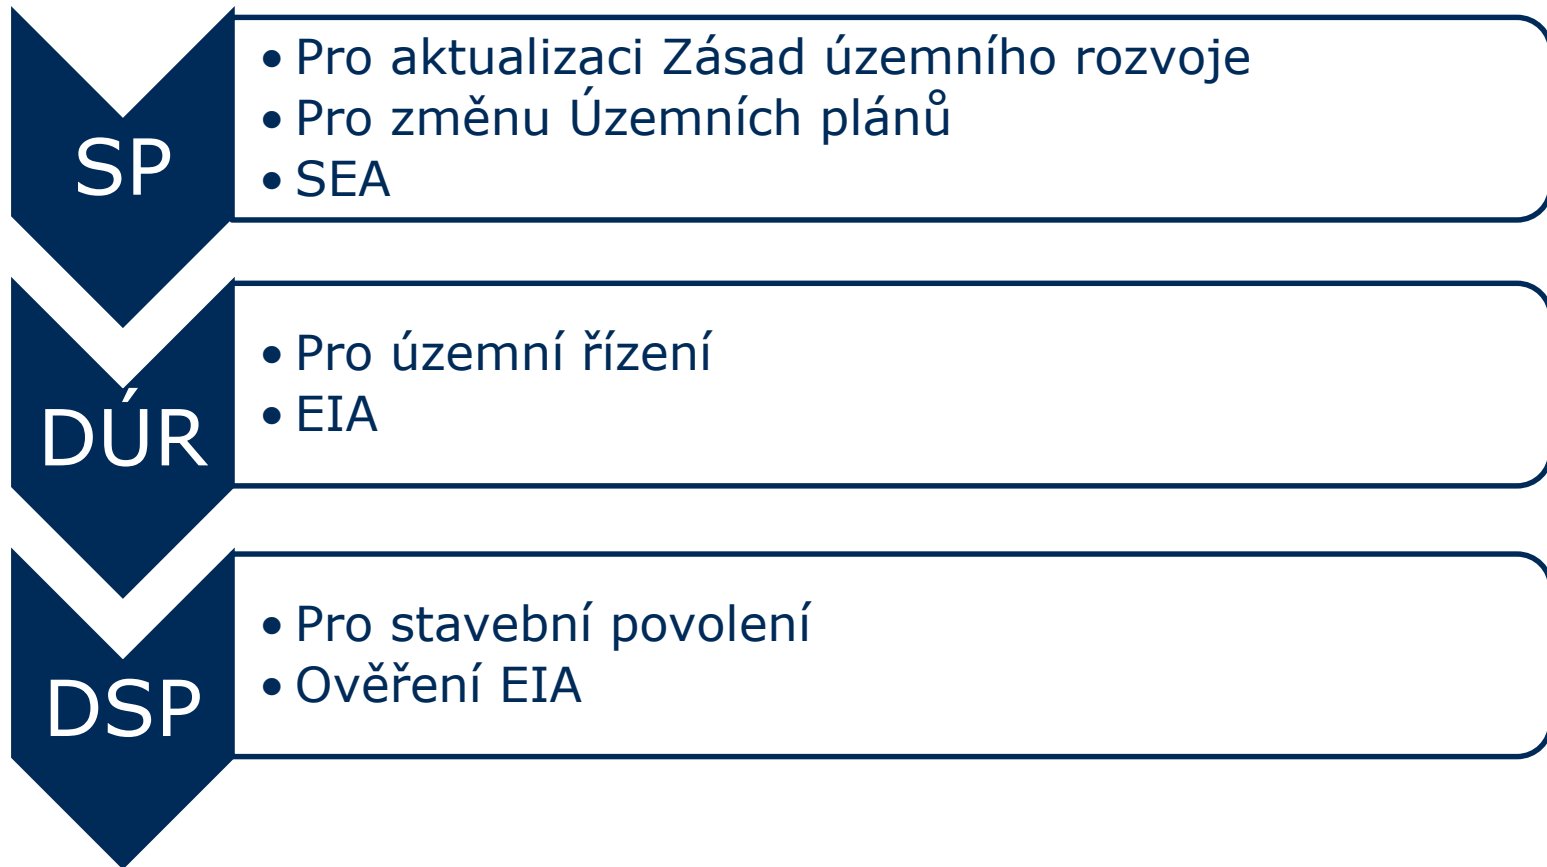 SP
• Pro aktualizaci Zásad územního rozvoje
• Pro změnu Územních plánů
• SEA
DÚR
• Pro územní řízení
• EIA
DSP
• Pro stavební povolení
• Ověření EIA